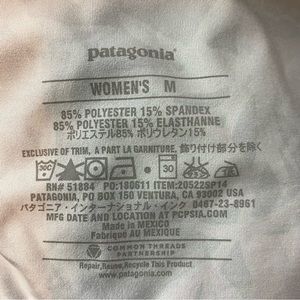 patagonia®
WOMEN'S M
85% POLYESTER 15% SPANDEX
85% POLYESTER 15% ELASTHANNE
ポリエステル85% ポリウレタン15%
EXCLUSIVE OF TRIM, A PART LA GARNITURE, 飾り付け部分を除く
30C 30
RN# 51884 PO:180611 ITEM:20522SP14
PATAGONIA, PO BOX 150 VENTURA, CA 93002 USA
パタゴニア・インターナショナル・インク 0467-23-8961
MFG DATE AND LOCATION AT PCPSIA.COM
Made in MEXICO
Fabriqué AU MEXIQUE
COMMON THREADS
PARTNERSHIP
Repair, Reuse, Recycle This Product
www.patagonia.com